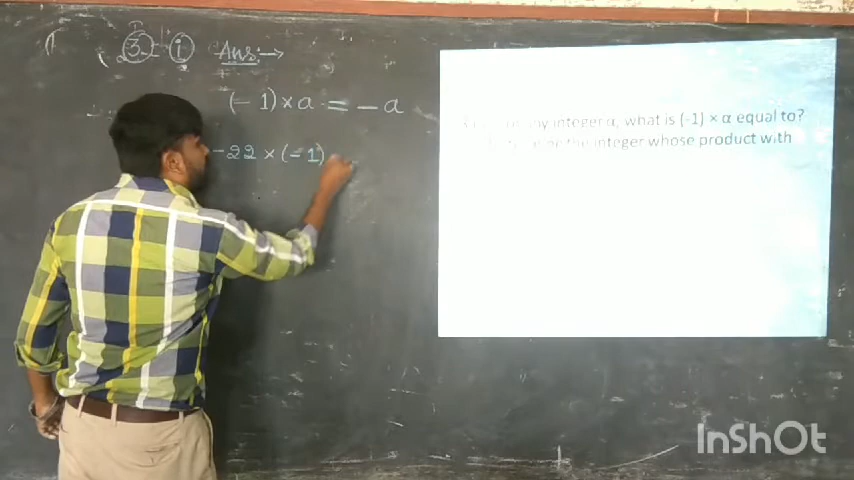 3 i Ans:→
(-1)×a = -a
-22×(-1)
any integer α, what is (-1) × α equal to?
the integer whose product with
InShOt